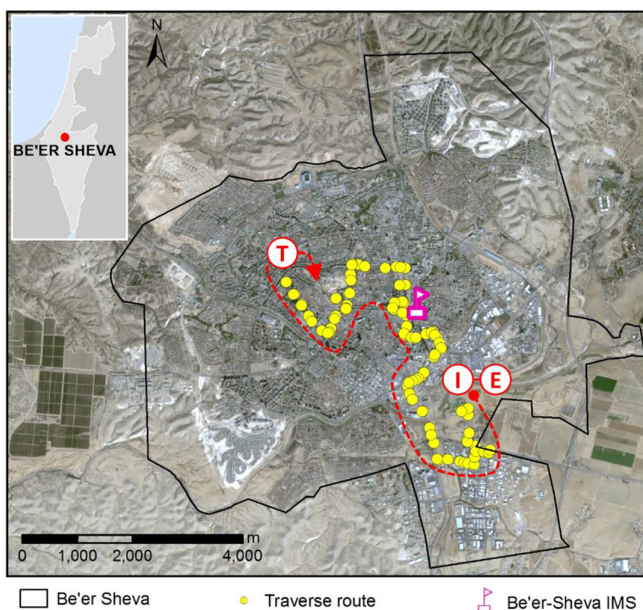 N
BE'ER SHEVA
T
I
E
m
0 1,000 2,000 4,000
Be'er Sheva
Traverse route
Be'er-Sheva IMS